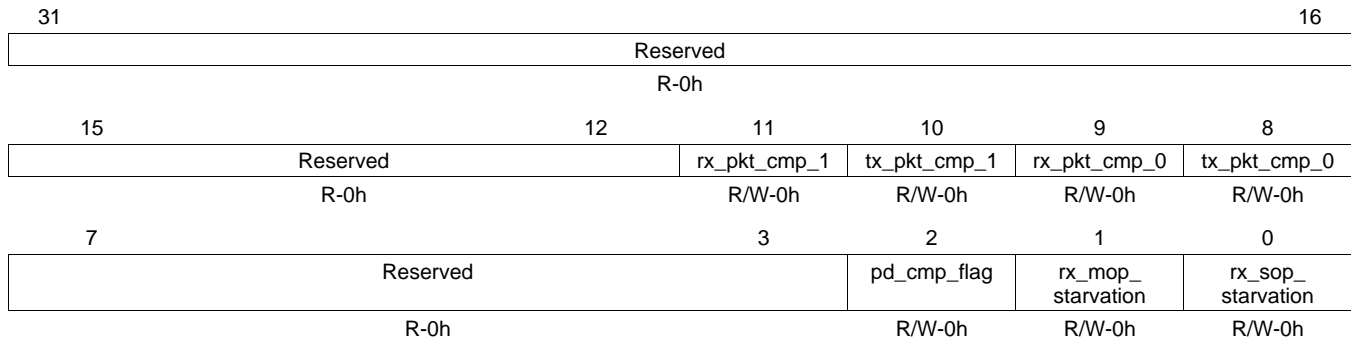 31 16
Reserved
R-0h
15 12 11 10 9 8
Reserved rx_pkt_cmp_1 tx_pkt_cmp_1 rx_pkt_cmp_0 tx_pkt_cmp_0
R-0h R/W-0h R/W-0h R/W-0h R/W-0h
7 3 2 1 0
Reserved pd_cmp_flag rx_mop_ rx_sop_
starvation starvation
R-0h R/W-0h R/W-0h R/W-0h